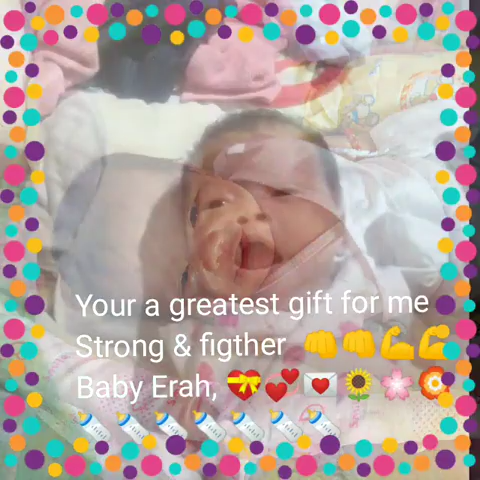 Your a greatest gift for me
Strong & figther 👊👊💪💪
Baby Erah, 💝💕💌🌻🌸🏵️
🍼🍼🍼🍼🍼🍼🍼